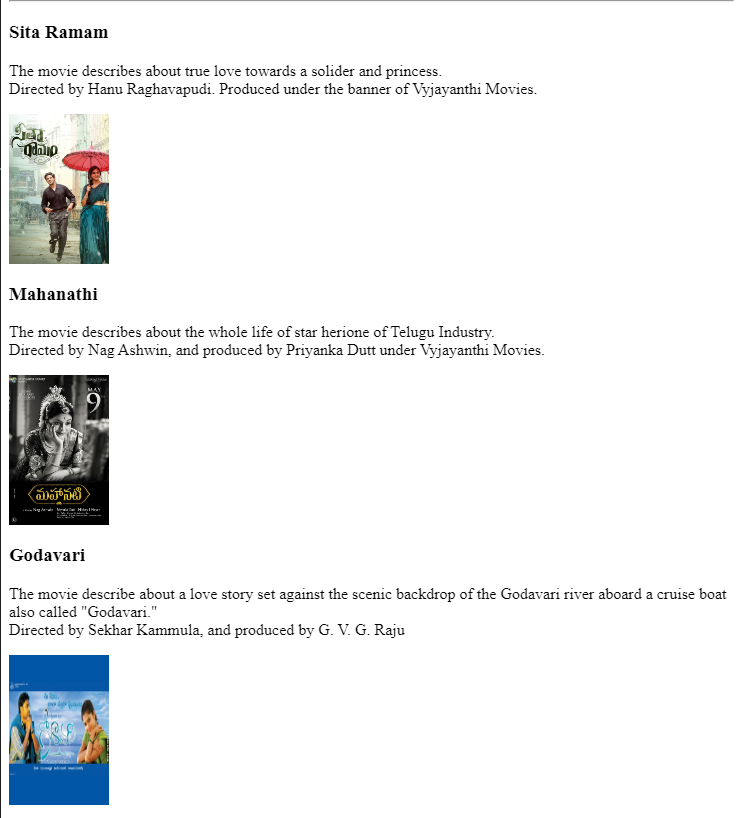 Sita Ramam
The movie describes about true love towards a solider and princess.
Directed by Hanu Raghavapudi. Produced under the banner of Vyjayanthi Movies.
సీతా
రామం
Mahanathi
The movie describes about the whole life of star herione of Telugu Industry.
Directed by Nag Ashwin, and produced by Priyanka Dutt under Vyjayanthi Movies.
MAY
9
మహానటి
Godavari
The movie describe about a love story set against the scenic backdrop of the Godavari river aboard a cruise boat
also called "Godavari."
Directed by Sekhar Kammula, and produced by G. V. G. Raju